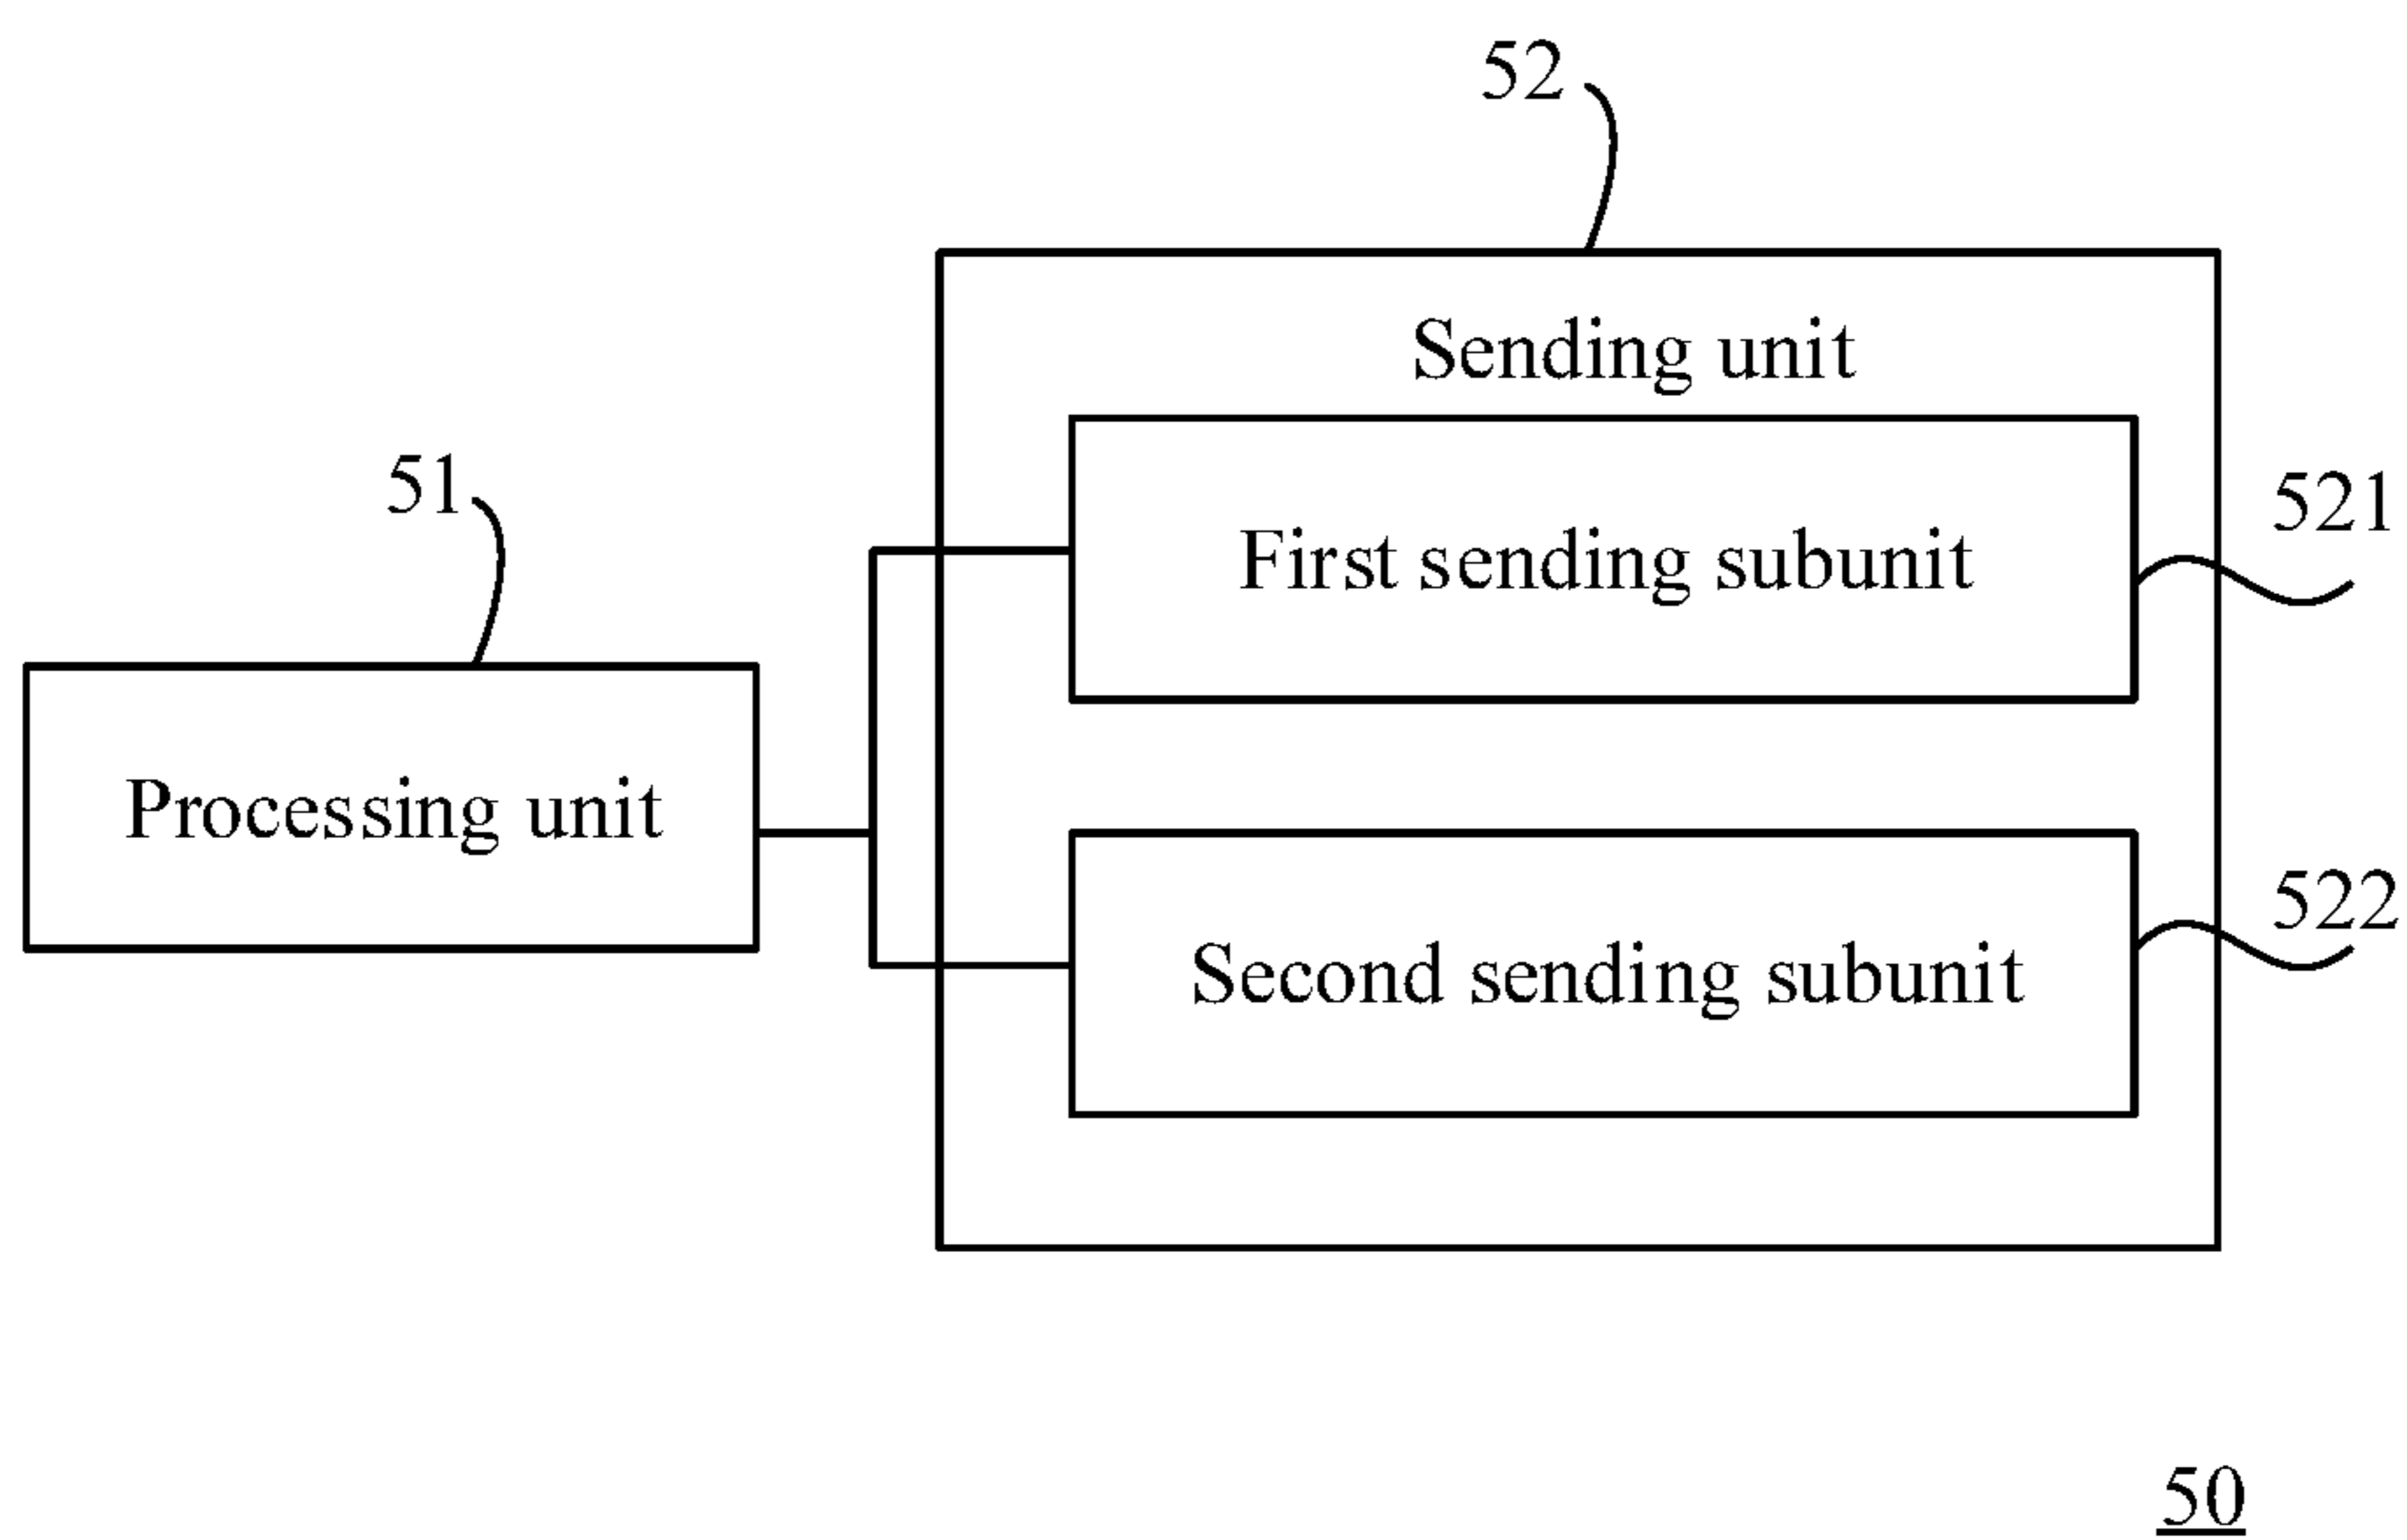 52
Sending unit
51
521
First sending subunit
Processing unit
522
Second sending subunit
50